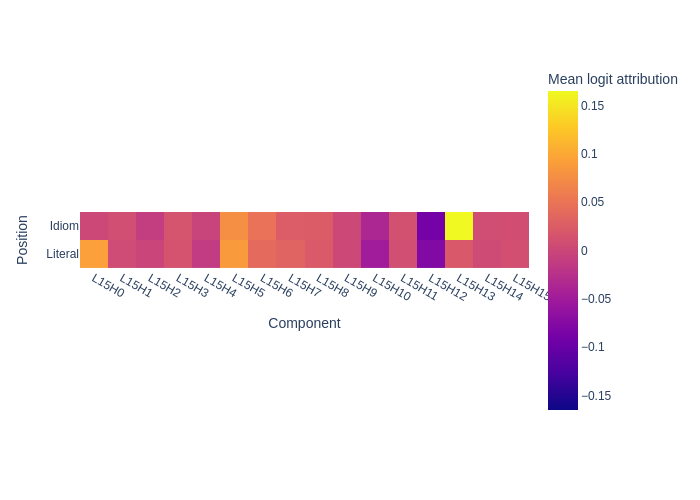 Mean logit attribution
0.15
0.1
0.05
0
−0.05
−0.1
−0.15
Position
Idiom
Literal
L15H0
L15H1
L15H2
L15H3
L15H4
L15H5
L15H6
L15H7
L15H8
L15H9
L15H10
L15H11
L15H12
L15H13
L15H14
L15H15
Component